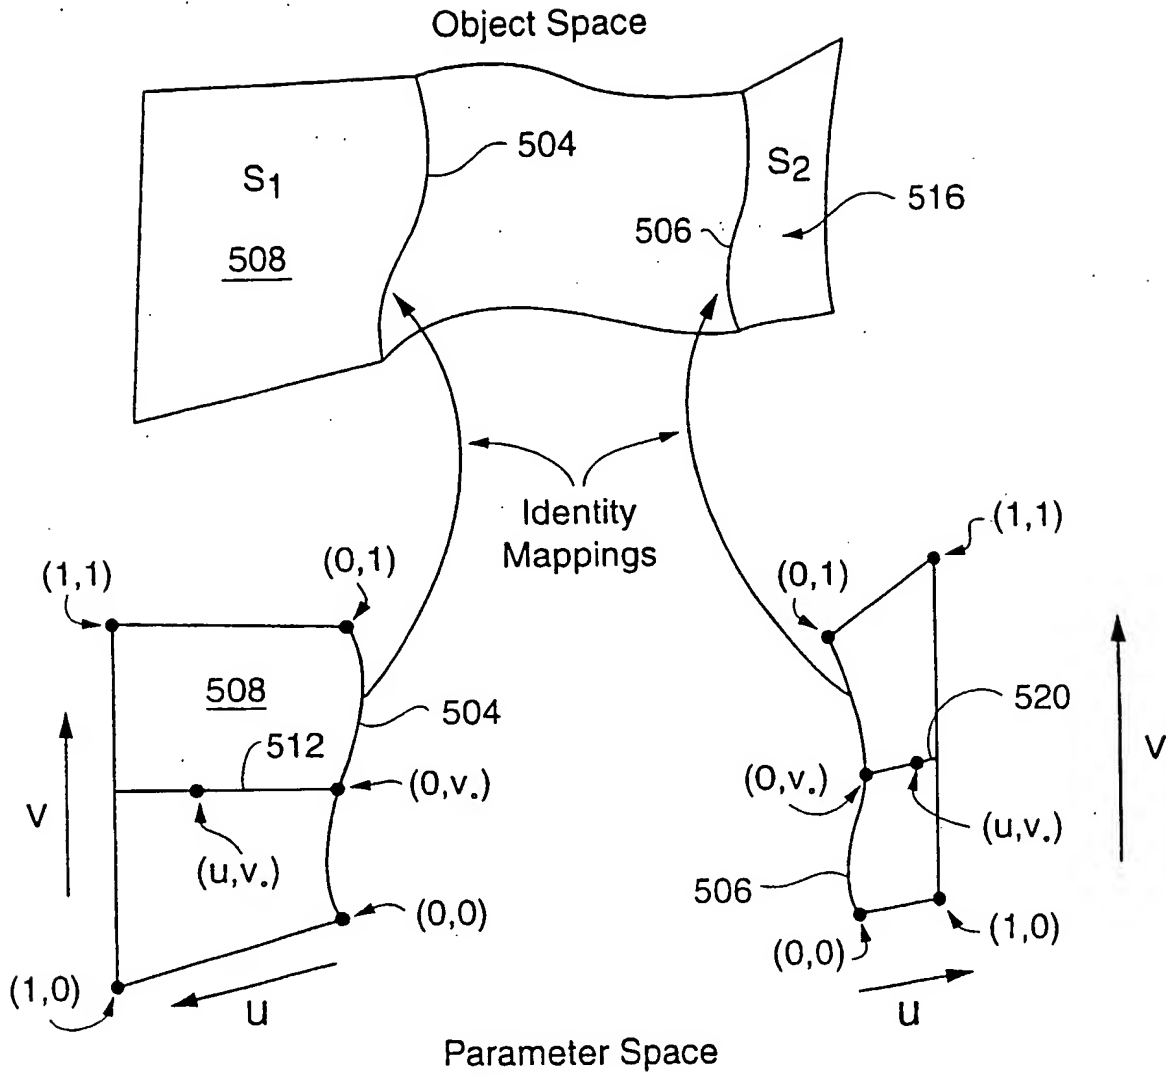 Object Space
S1
508
504
S2
506
516
Identity
Mappings
(1,1)
(0,1)
508
504
512
(0,v.)
(u,v.)
(0,0)
(1,0)
v
u
(0,1)
(1,1)
520
(0,v.)
(u,v.)
506
(0,0)
(1,0)
v
u
Parameter Space